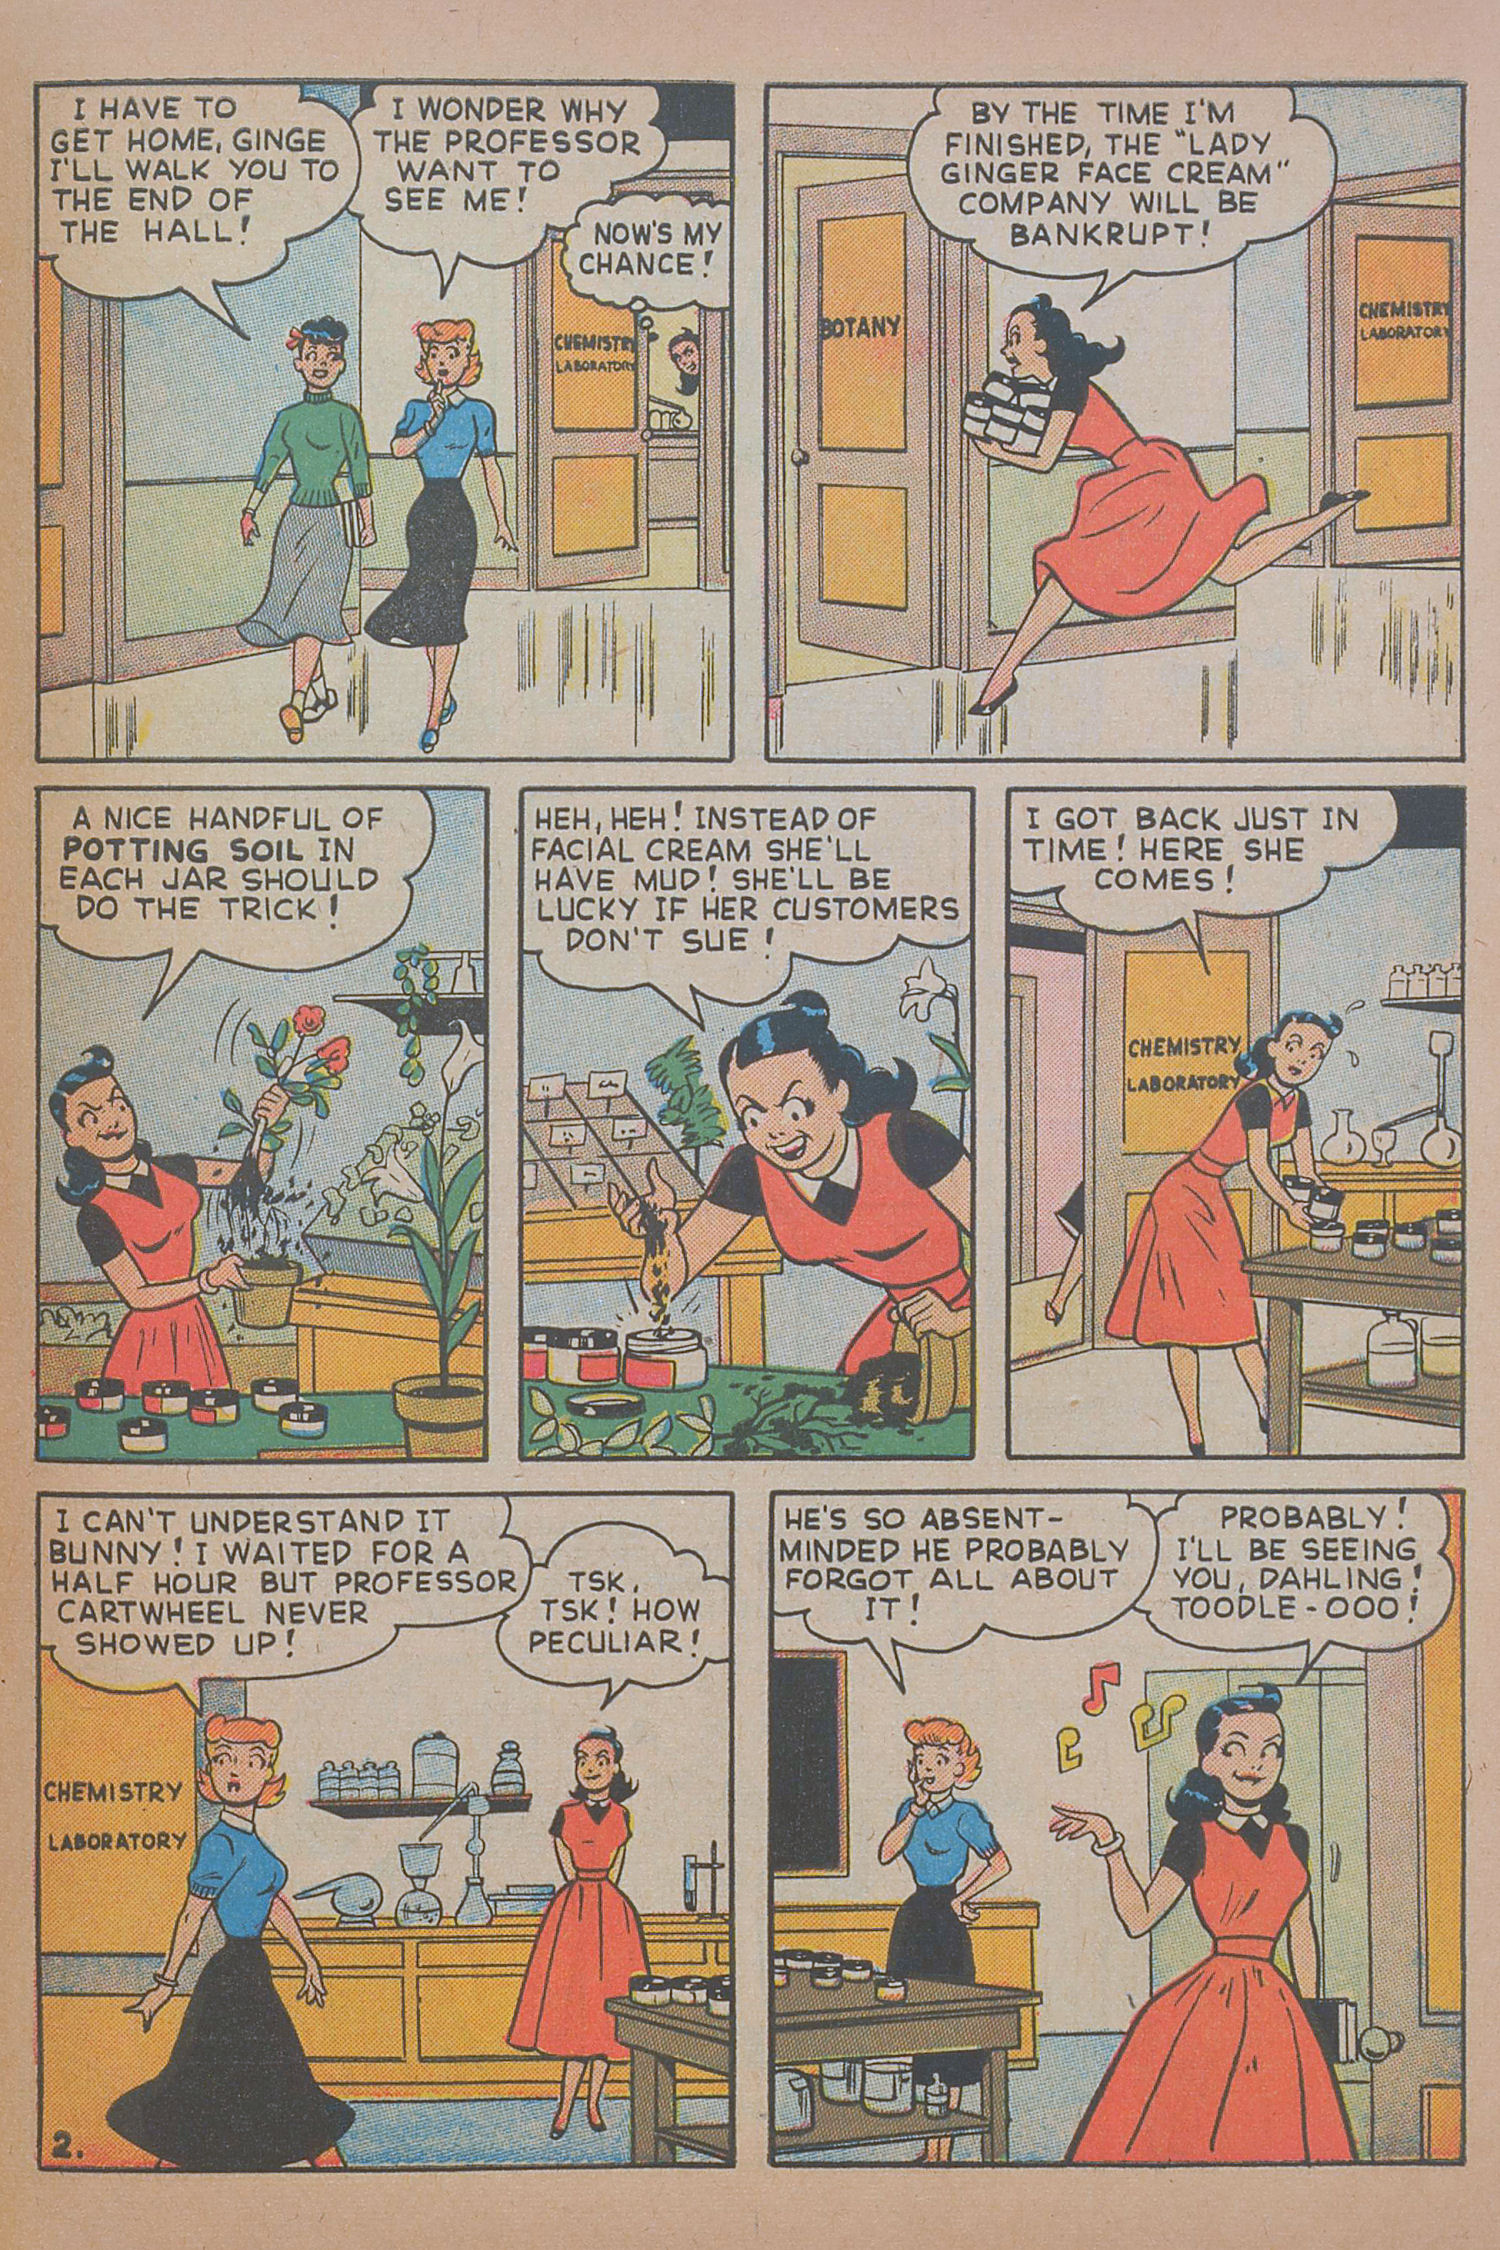 I HAVE TO
GET HOME, GINGE
I'LL WALK YOU TO
THE END OF
THE HALL!
I WONDER WHY
THE PROFESSOR
WANT TO
SEE ME!
NOW'S MY
CHANCE!
CHEMISTRY
LABORATORY
BY THE TIME I'M
FINISHED, THE "LADY
GINGER FACE CREAM"
COMPANY WILL BE
BANKRUPT!
BOTANY
CHEMISTRY
LABORATORY
A NICE HANDFUL OF
POTTING SOIL IN
EACH JAR SHOULD
DO THE TRICK!
HEH, HEH! INSTEAD OF
FACIAL CREAM SHE'LL
HAVE MUD! SHE'LL BE
LUCKY IF HER CUSTOMERS
DON'T SUE!
I GOT BACK JUST IN
TIME! HERE SHE
COMES!
CHEMISTRY
LABORATORY
I CAN'T UNDERSTAND IT
BUNNY! I WAITED FOR A
HALF HOUR BUT PROFESSOR
CARTWHEEL NEVER
SHOWED UP!
TSK,
TSK! HOW
PECULIAR!
CHEMISTRY
LABORATORY
2.
HE'S SO ABSENT-
MINDED HE PROBABLY
FORGOT ALL ABOUT
IT!
PROBABLY!
I'LL BE SEEING
YOU, DAHLING!
TOODLE-OOO!